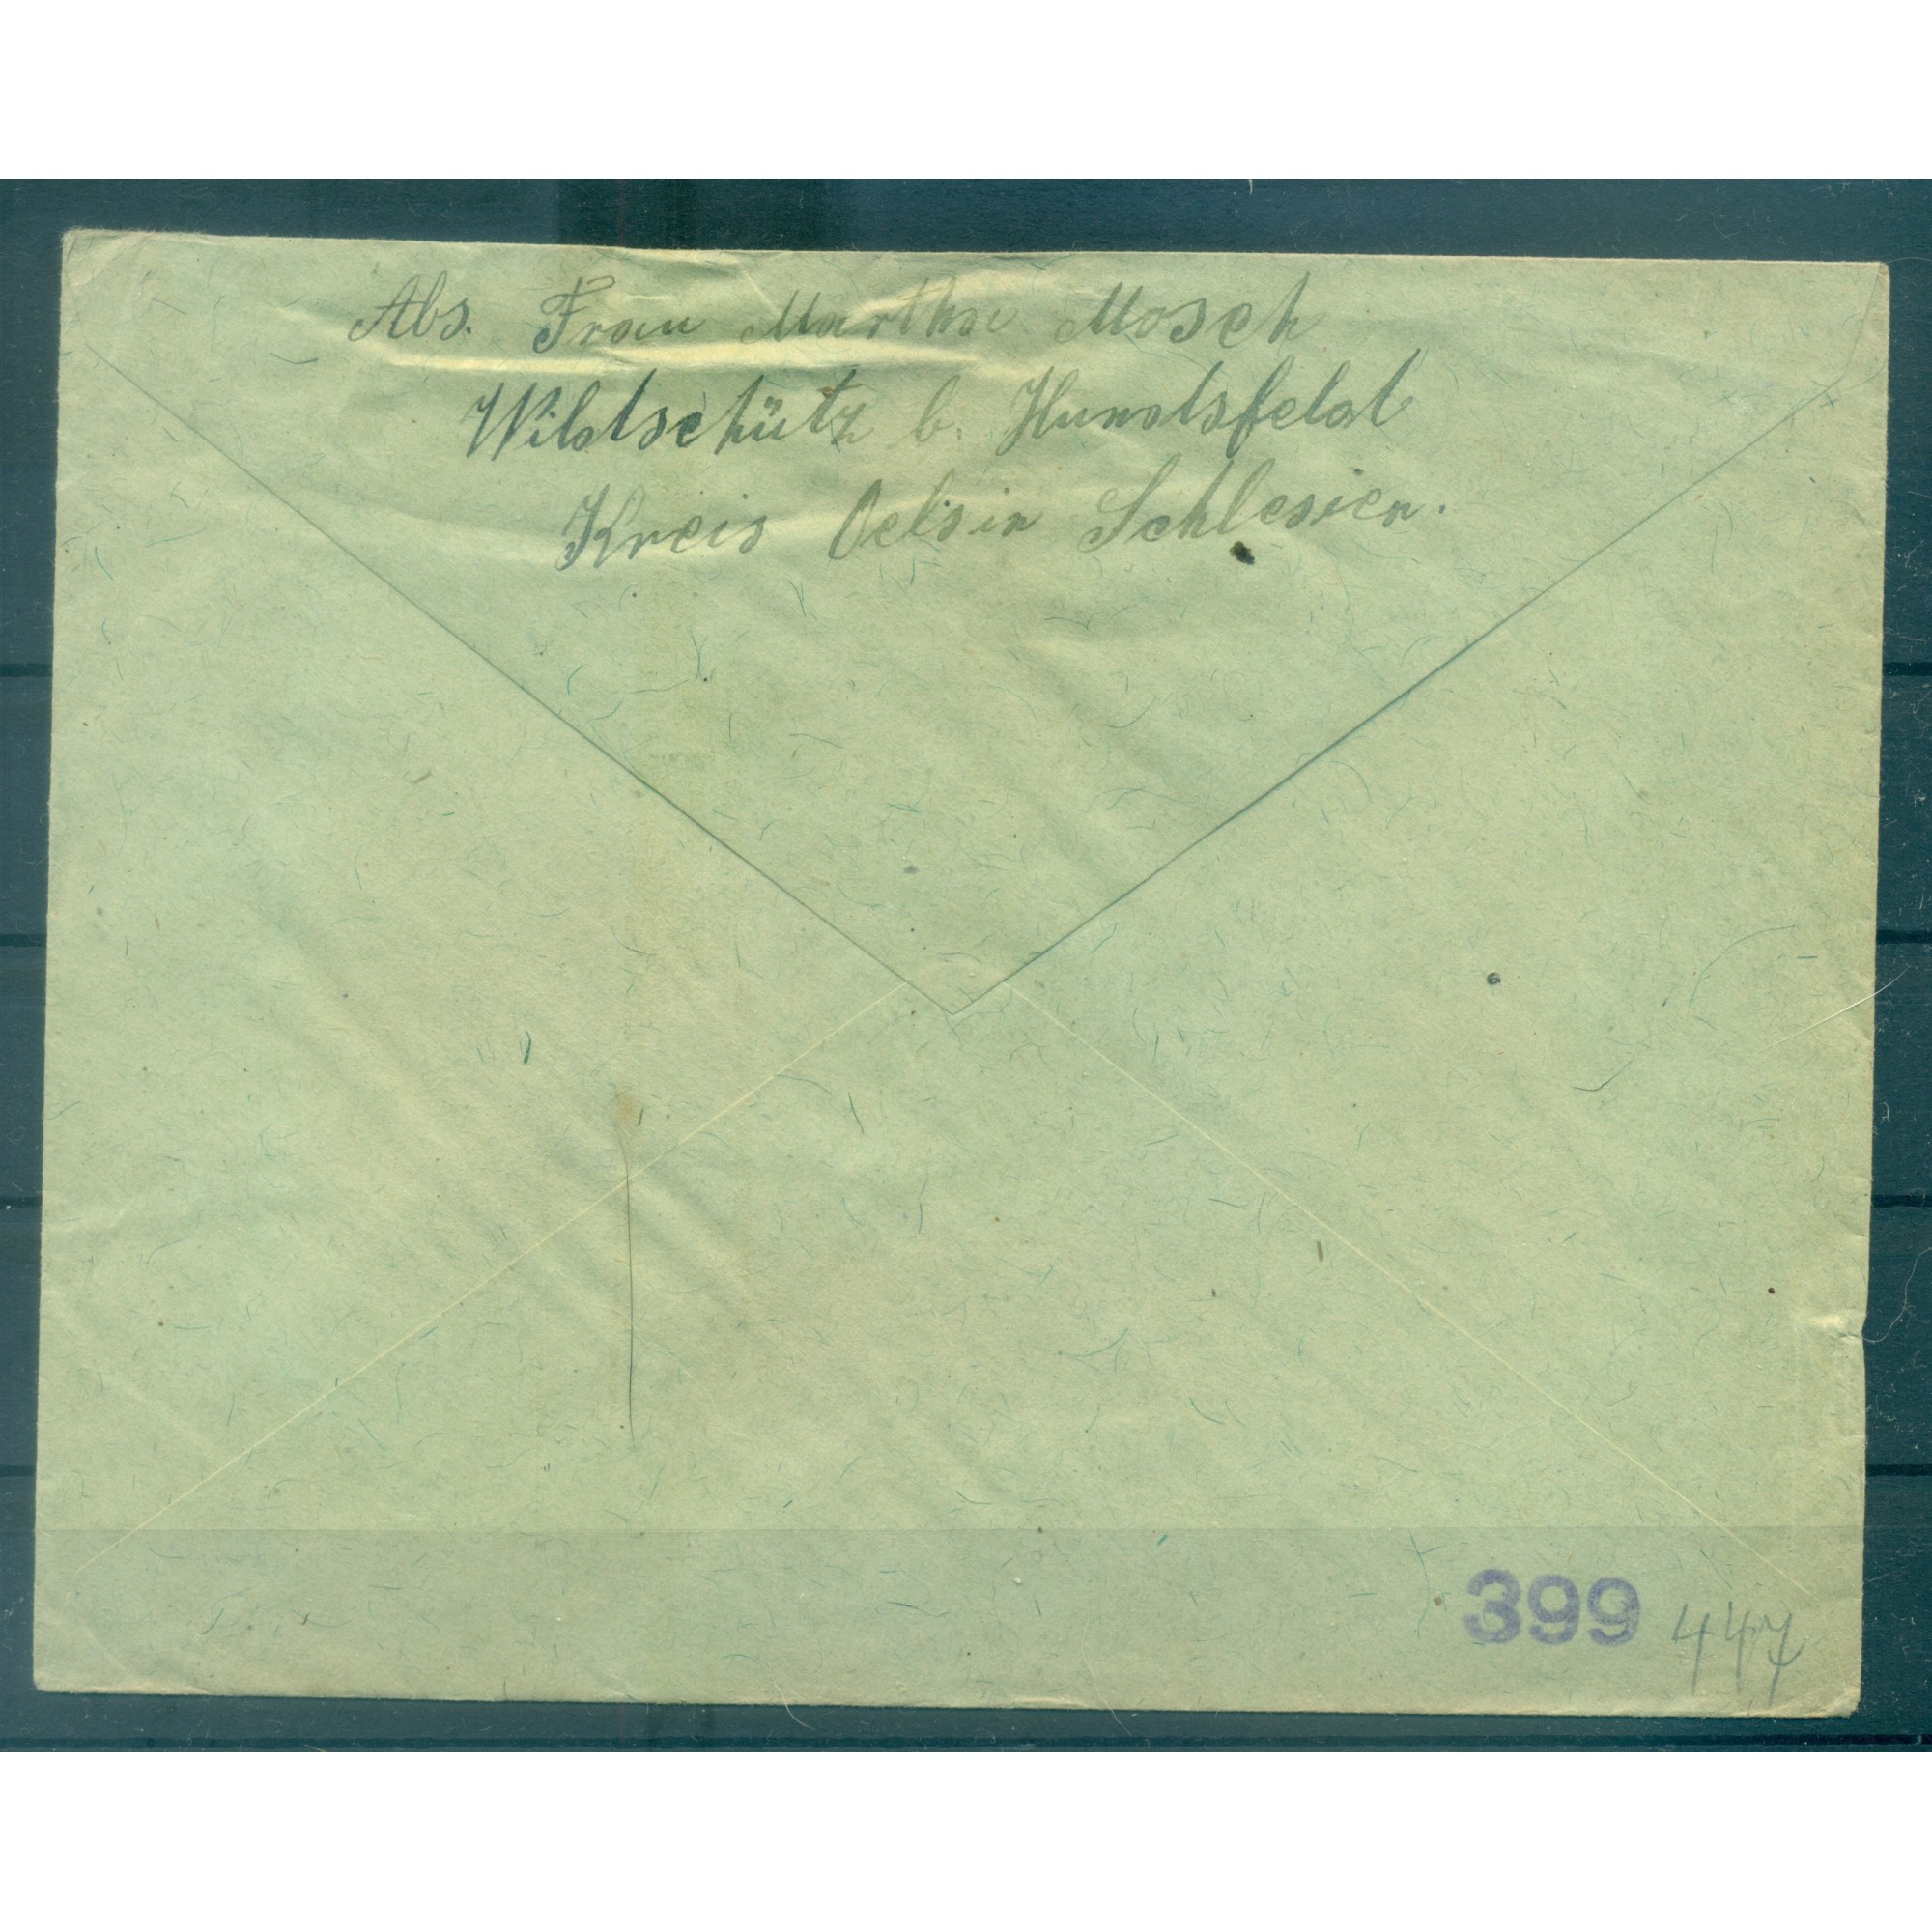 Abs. Frau Martha Mosch
Wildschütz b. Hundsfeld
Kreis Oels in Schlesien.
399 447